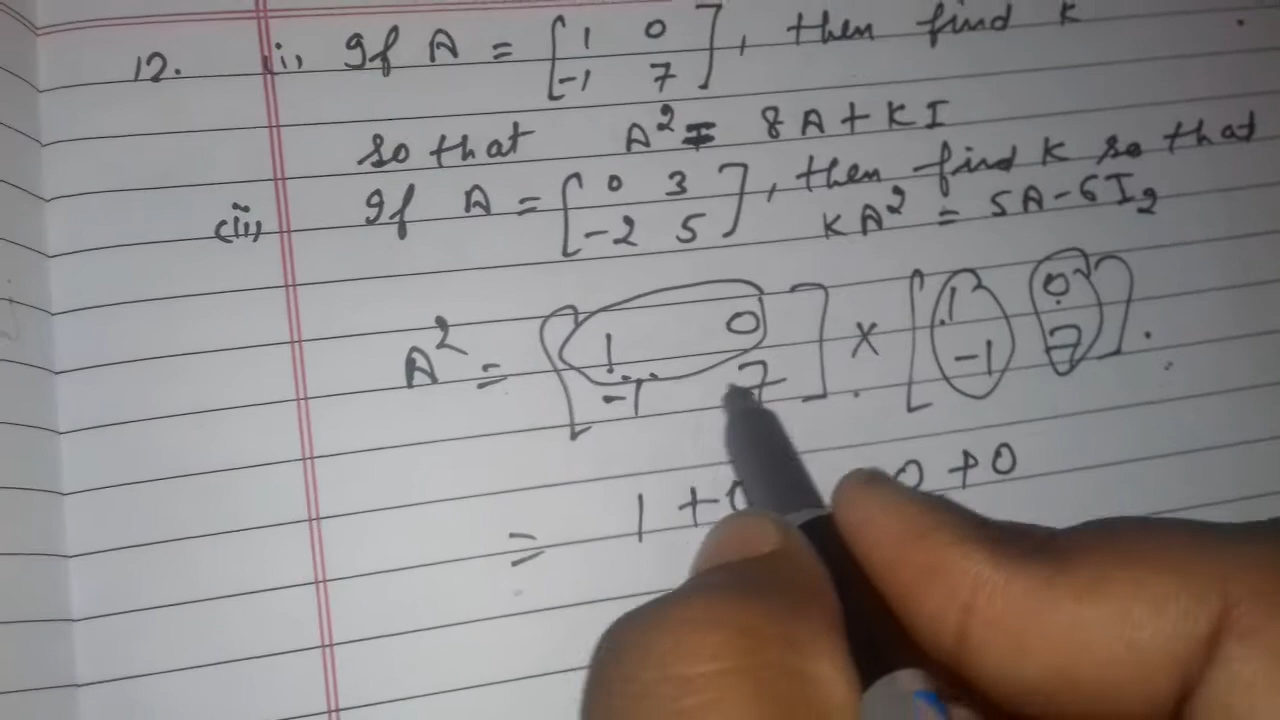 12. (i) If A = [1 0 -1 7], then find K
so that A² = 8A + KI
(ii) If A = [0 3 -2 5], then find K so that
KA² = 5A - 6I₂
A² = [1 0 -1 7] × [1 0 -1 7].
= 1 + 0 0 + 0